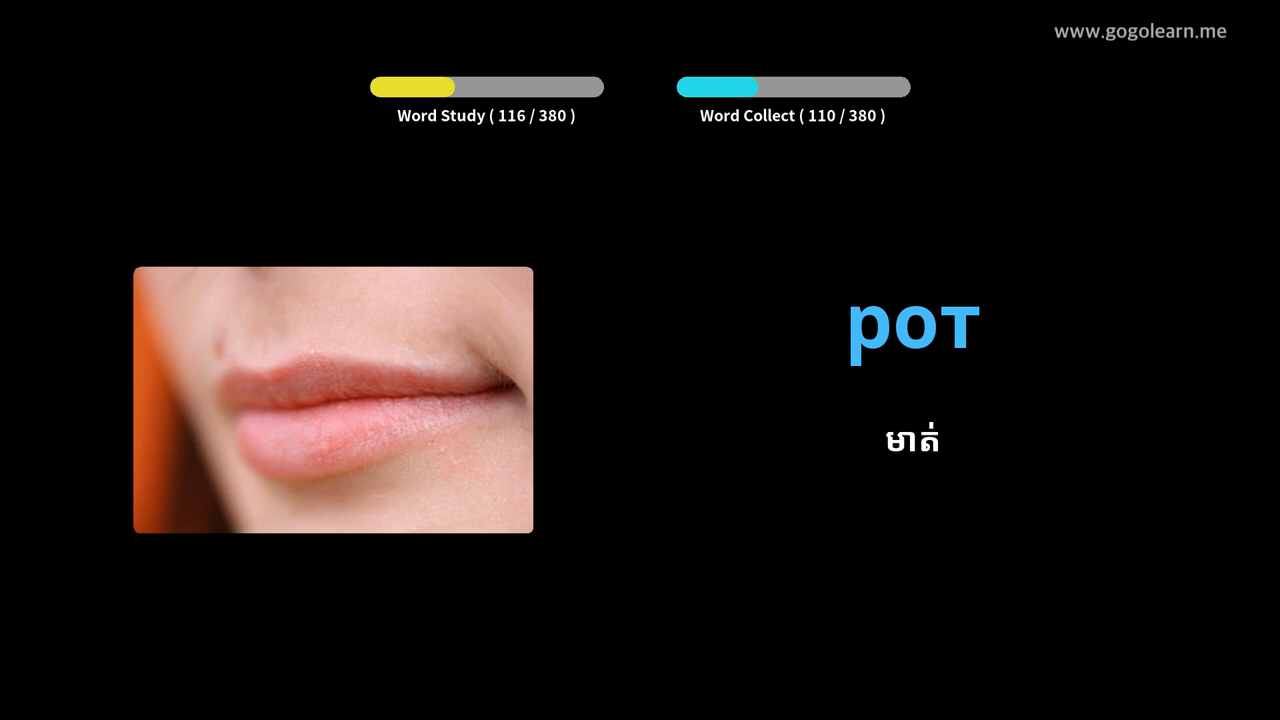 www.gogolearn.me
Word Study ( 116 / 380 )
Word Collect ( 110 / 380 )
рот
មាត់